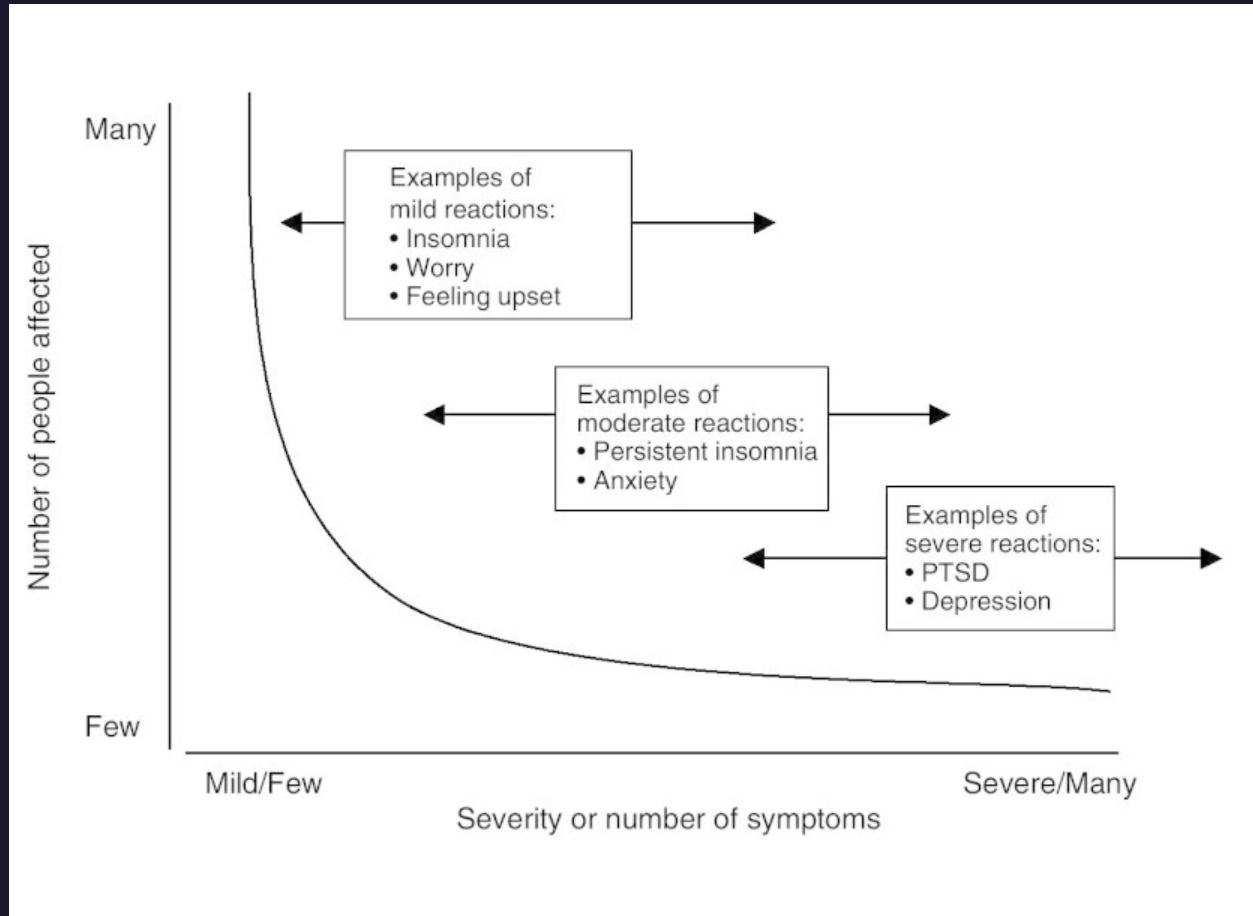 Many
Examples of
mild reactions:
• Insomnia
• Worry
• Feeling upset
Number of people affected
Examples of
moderate reactions:
• Persistent insomnia
• Anxiety
Examples of
severe reactions:
• PTSD
• Depression
Few
Mild/Few
Severe/Many
Severity or number of symptoms